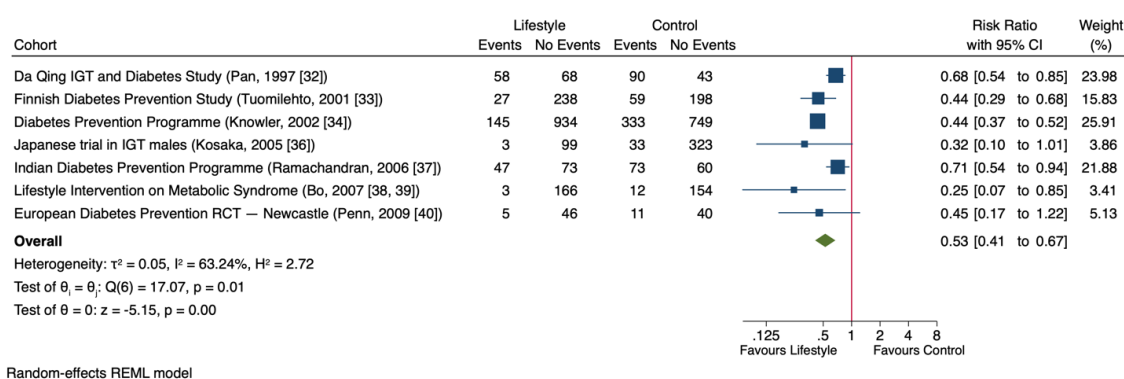 Lifestyle Control Risk Ratio Weight
Cohort Events No Events Events No Events with 95% CI (%)
Da Qing IGT and Diabetes Study (Pan, 1997 [32]) 58 68 90 43 0.68 [0.54 to 0.85] 23.98
Finnish Diabetes Prevention Study (Tuomilehto, 2001 [33]) 27 238 59 198 0.44 [0.29 to 0.68] 15.83
Diabetes Prevention Programme (Knowler, 2002 [34]) 145 934 333 749 0.44 [0.37 to 0.52] 25.91
Japanese trial in IGT males (Kosaka, 2005 [36]) 3 99 33 323 0.32 [0.10 to 1.01] 3.86
Indian Diabetes Prevention Programme (Ramachandran, 2006 [37]) 47 73 73 60 0.71 [0.54 to 0.94] 21.88
Lifestyle Intervention on Metabolic Syndrome (Bo, 2007 [38, 39]) 3 166 12 154 0.25 [0.07 to 0.85] 3.41
European Diabetes Prevention RCT — Newcastle (Penn, 2009 [40]) 5 46 11 40 0.45 [0.17 to 1.22] 5.13
Overall 0.53 [0.41 to 0.67]
Heterogeneity: τ² = 0.05, I² = 63.24%, H² = 2.72
Test of θᵢ = θⱼ: Q(6) = 17.07, p = 0.01
Test of θ = 0: z = -5.15, p = 0.00
.125 .5 1 2 4 8
Favours Lifestyle Favours Control
Random-effects REML model